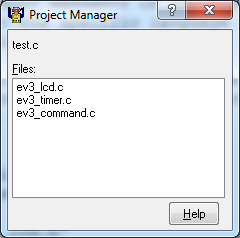 Project Manager
test.c
Files:
ev3_lcd.c
ev3_timer.c
ev3_command.c
Help